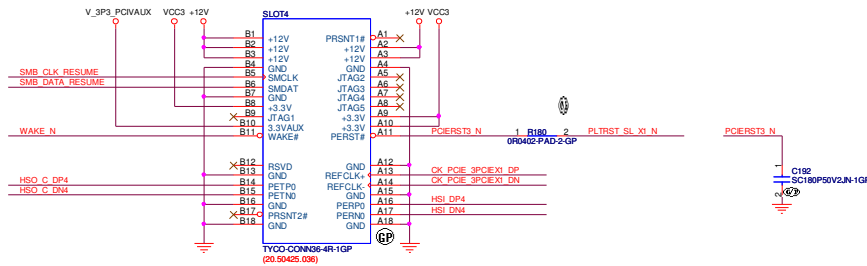 SLOT4
V_3P3_PCIVAUX VCC3 +12V +12V VCC3
B1 +12V PRSNT1# A1
B2 +12V +12V A2
B3 +12V +12V A3
B4 GND GND A4
SMB_CLK_RESUME B5 SMCLK JTAG2 A5
SMB_DATA_RESUME B6 SMDAT JTAG3 A6
B7 GND JTAG4 A7
B8 +3.3V JTAG5 A8
B9 JTAG1 +3.3V A9
B10 3.3VAUX +3.3V A10
WAKE_N B11 WAKE# PERST# A11 PCIERST3_N 1 R180 2 PLTRST_SL_X1_N PCIERST3_N
0R0402-PAD-2-GP
B12 RSVD GND A12
B13 GND REFCLK+ A13 CK_PCIE_3PCIEX1_DP
HSO_C_DP4 B14 PETP0 REFCLK- A14 CK_PCIE_3PCIEX1_DN
HSO_C_DN4 B15 PETN0 GND A15
B16 GND PERP0 A16 HSI_DP4
B17 PRSNT2# PERN0 A17 HSI_DN4
B18 GND GND A18
1
C192
SC180P50V2JN-1GP
2
GP
TYCO-CONN36-4R-1GP
(20.50425.036)